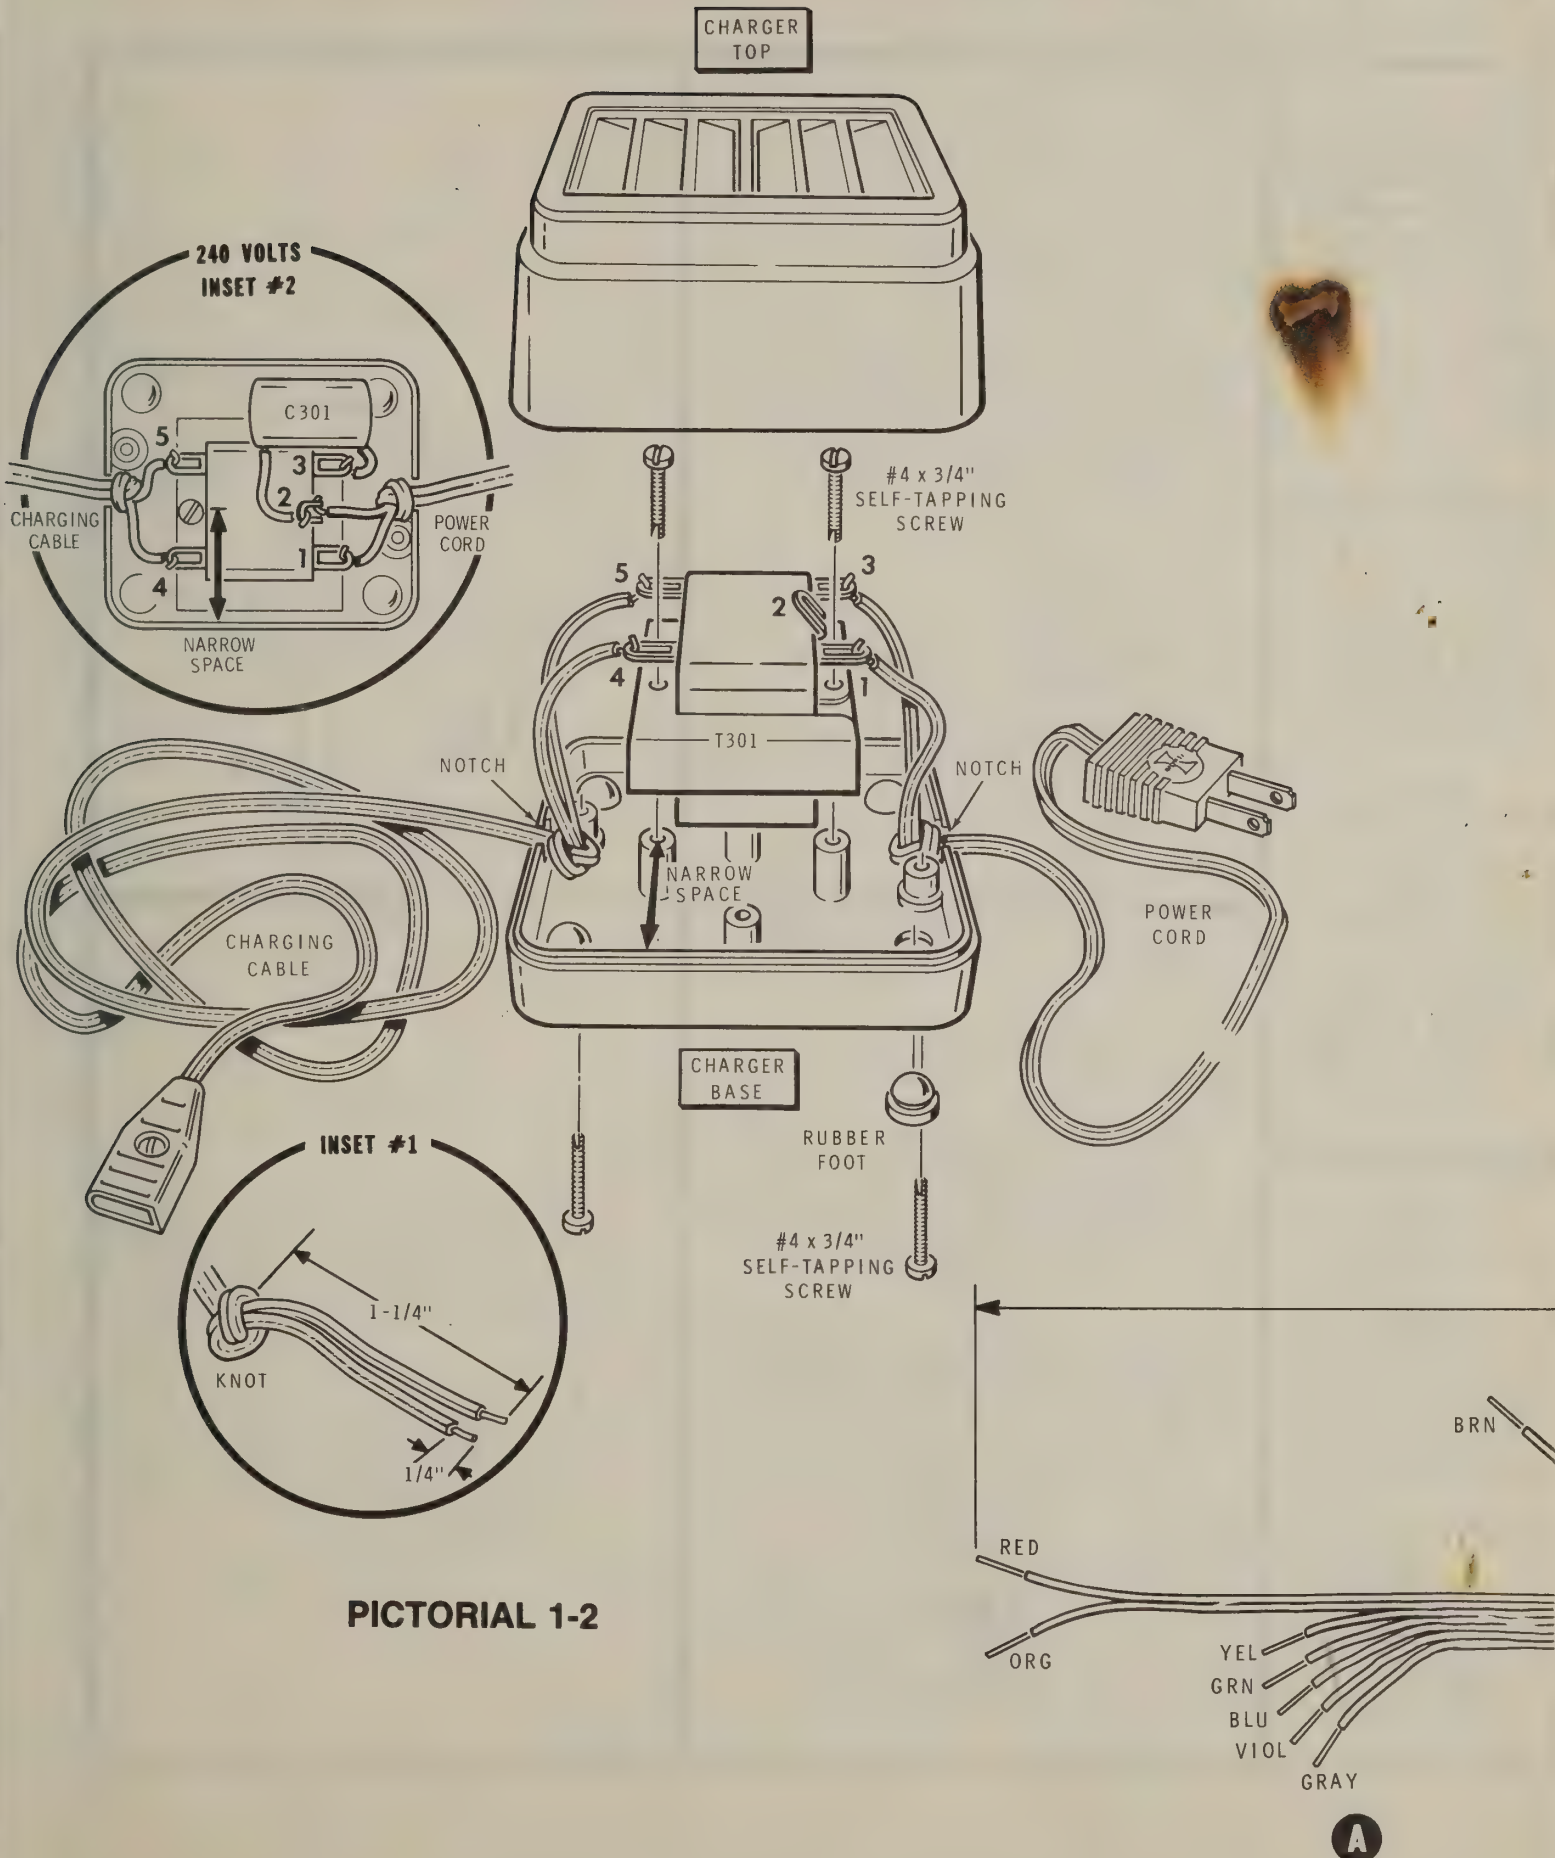 CHARGER
TOP
240 VOLTS
INSET #2
C301
5
3
2
1
4
CHARGING
CABLE
POWER
CORD
NARROW
SPACE
#4 x 3/4"
SELF-TAPPING
SCREW
5
3
2
4
1
T301
NOTCH
NOTCH
NARROW
SPACE
CHARGING
CABLE
POWER
CORD
CHARGER
BASE
RUBBER
FOOT
#4 x 3/4"
SELF-TAPPING
SCREW
INSET #1
1-1/4"
KNOT
1/4"
BRN
RED
ORG
YEL
GRN
BLU
VIOL
GRAY
PICTORIAL 1-2
A